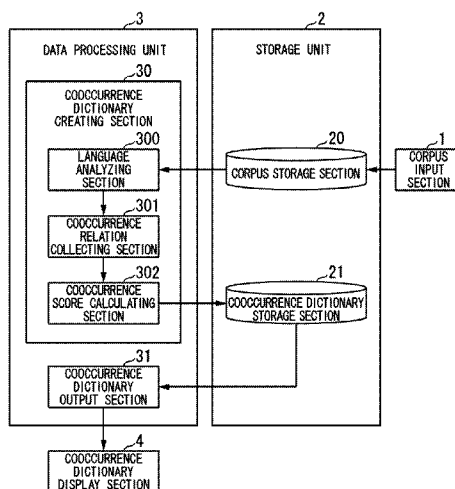 3
DATA PROCESSING UNIT
30
COOCCURRENCE
DICTIONARY
CREATING SECTION
300
LANGUAGE
ANALYZING
SECTION
301
COOCCURRENCE
RELATION
COLLECTING SECTION
302
COOCCURRENCE
SCORE CALCULATING
SECTION
31
COOCCURRENCE
DICTIONARY
OUTPUT SECTION
4
COOCCURRENCE
DICTIONARY
DISPLAY SECTION
2
STORAGE UNIT
20
CORPUS STORAGE SECTION
21
COOCCURRENCE DICTIONARY
STORAGE SECTION
1
CORPUS
INPUT
SECTION